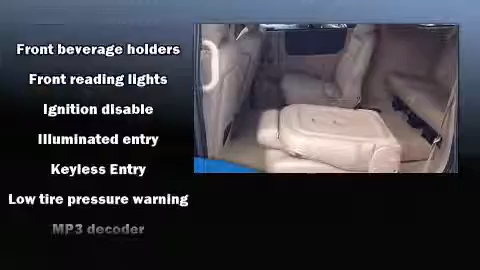 Front beverage holders
Front reading lights
Ignition disable
Illuminated entry
Keyless Entry
Low tire pressure warning
MP3 decoder